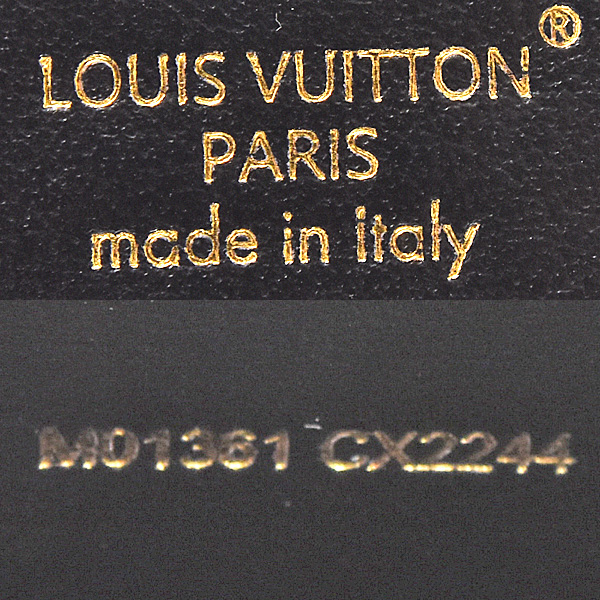 LOUIS VUITTON®
PARIS
made in italy
M01361 CX2244